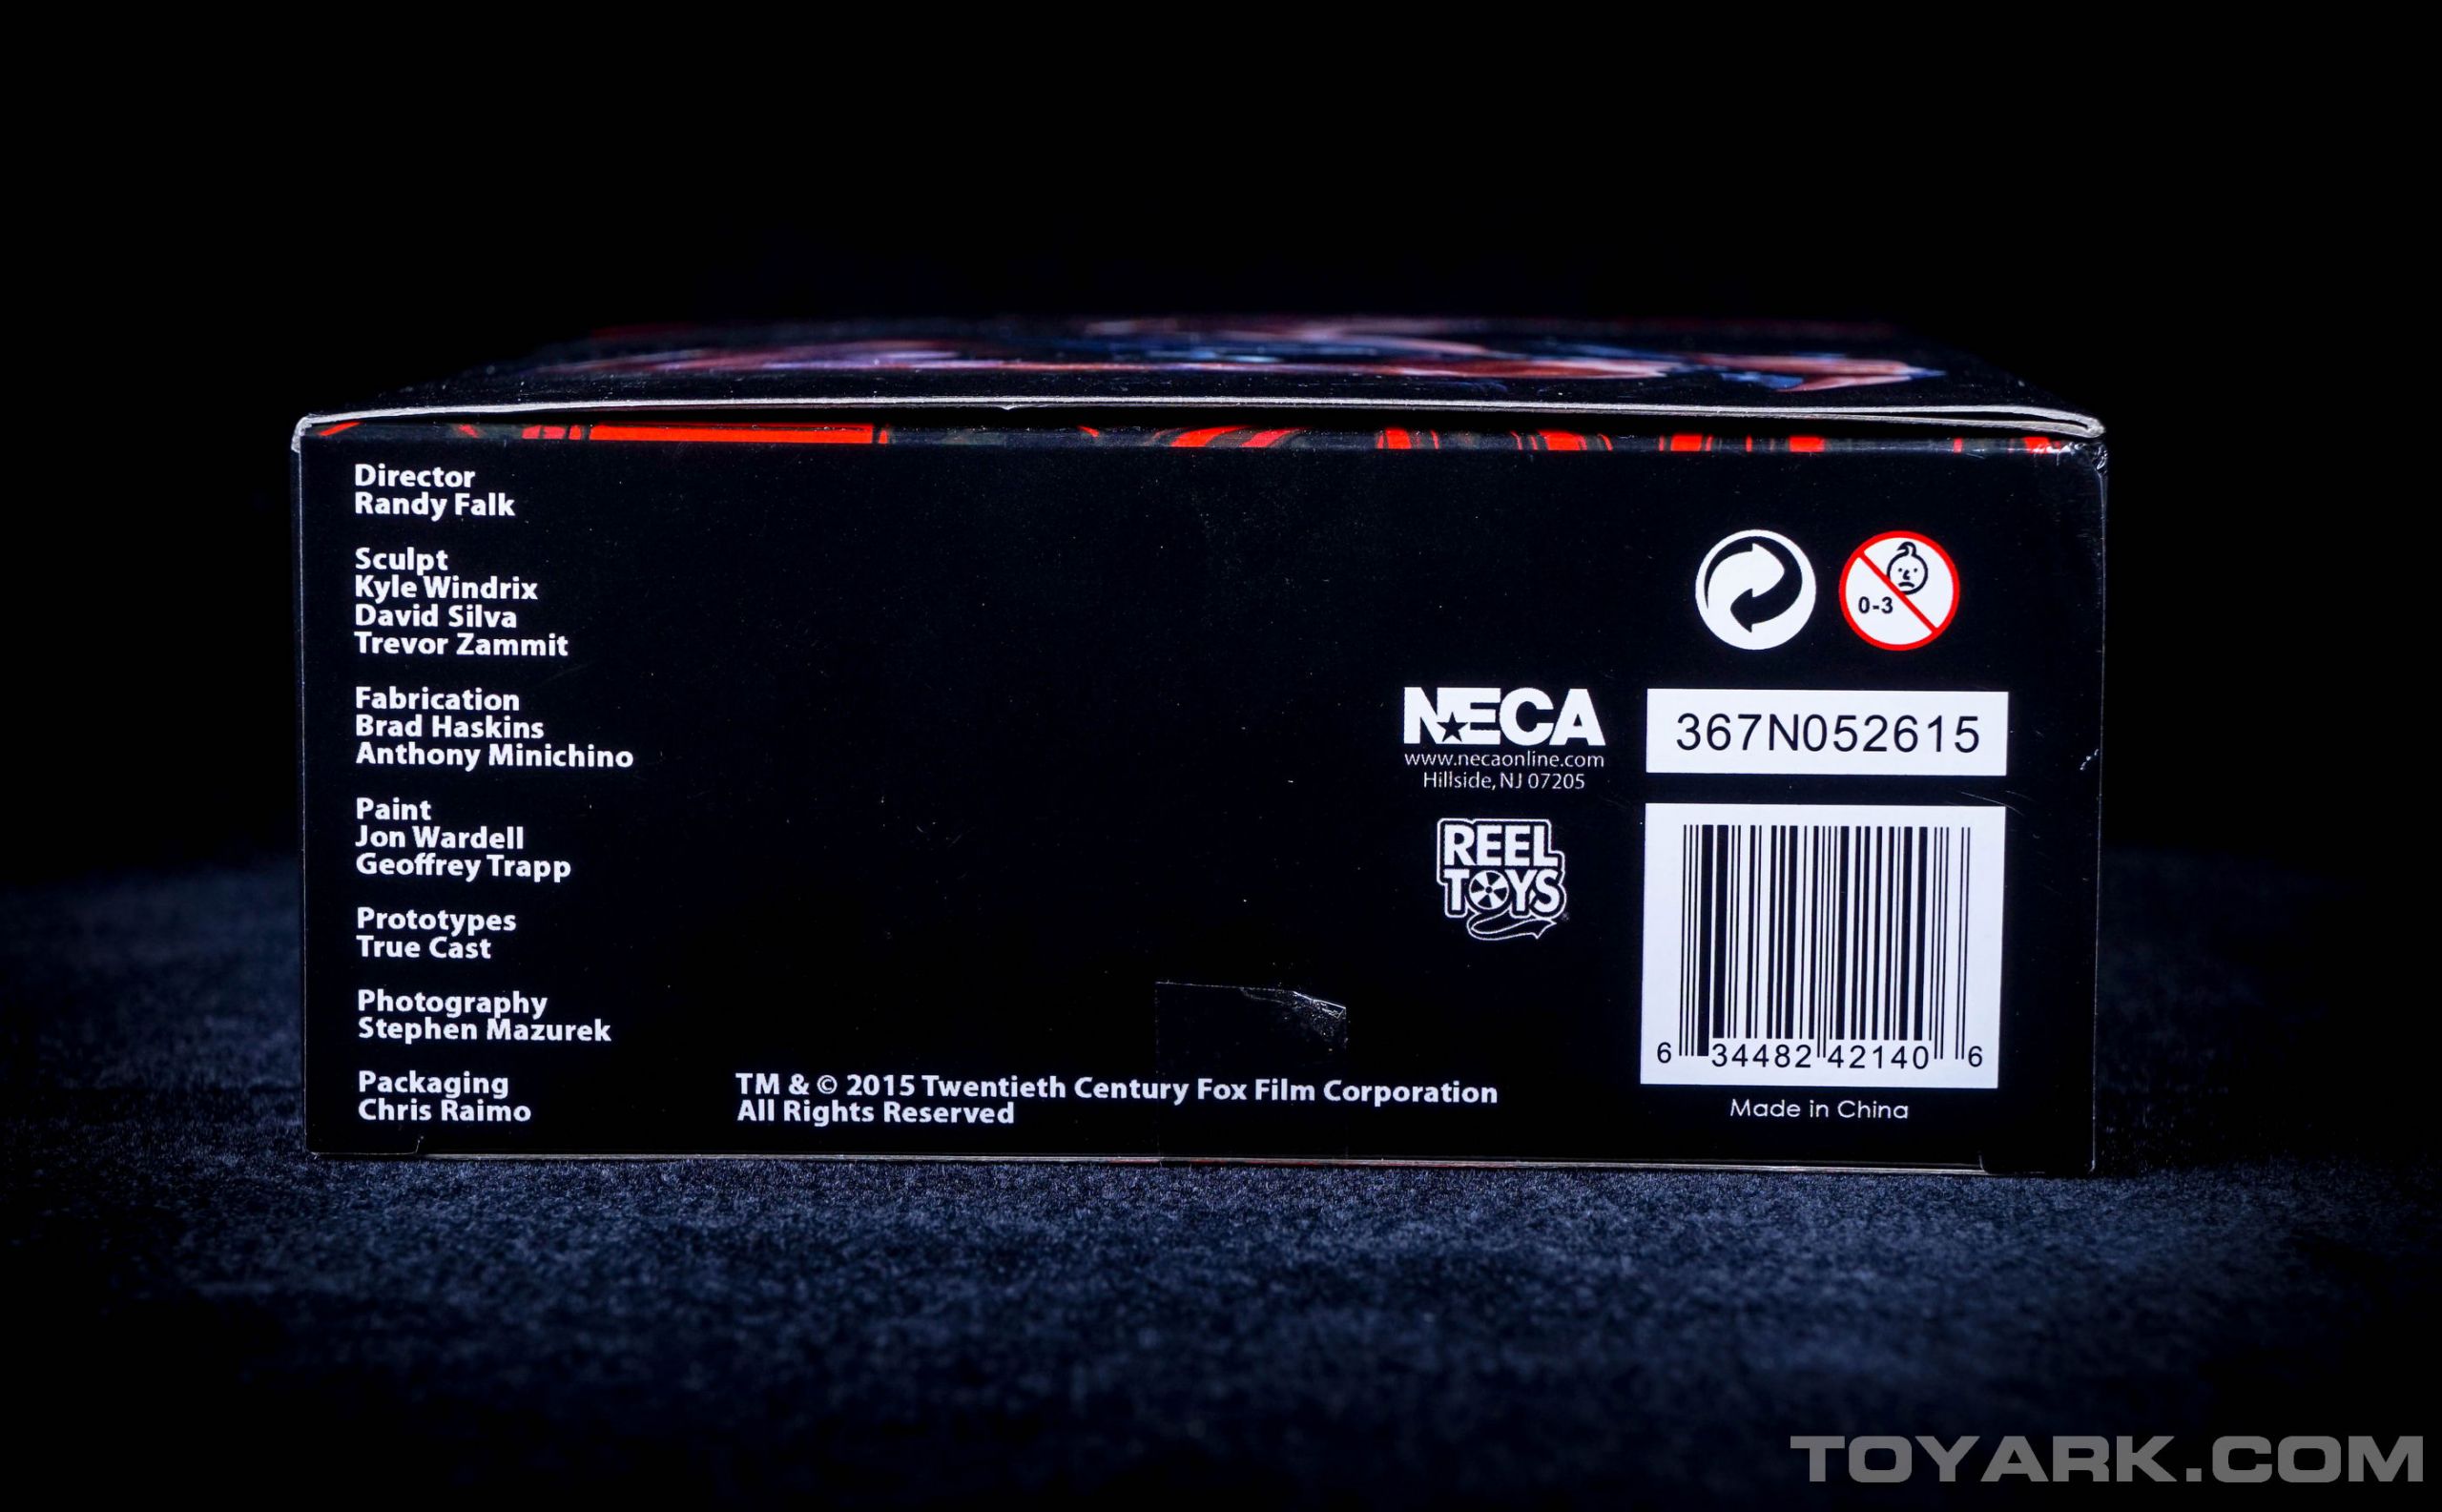 Director
Randy Falk
Sculpt
Kyle Windrix
David Silva
Trevor Zammit
Fabrication
Brad Haskins
Anthony Minichino
Paint
Jon Wardell
Geoffrey Trapp
Prototypes
True Cast
Photography
Stephen Mazurek
Packaging
Chris Raimo
TM & © 2015 Twentieth Century Fox Film Corporation
All Rights Reserved
0-3
NECA
www.necaonline.com
Hillside, NJ 07205
REEL
TOYS
367N052615
6 34482 42140 6
Made in China
TOYARK.COM